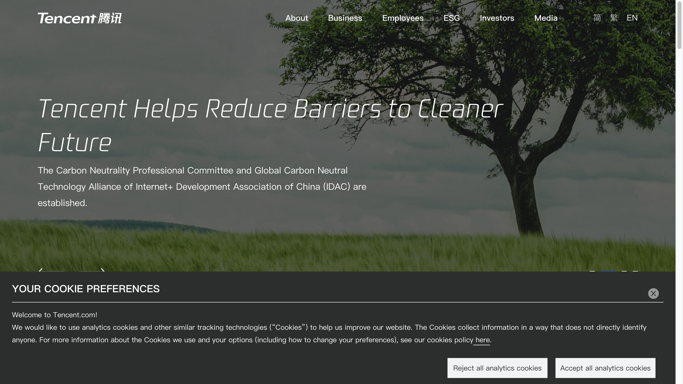 Tencent 腾讯
About Business Employees ESG Investors Media 简 繁 EN
Tencent Helps Reduce Barriers to Cleaner
Future
The Carbon Neutrality Professional Committee and Global Carbon Neutral
Technology Alliance of Internet+ Development Association of China (IDAC) are
established.
YOUR COOKIE PREFERENCES
Welcome to Tencent.com!
We would like to use analytics cookies and other similar tracking technologies (“Cookies”) to help us improve our website. The Cookies collect information in a way that does not directly identify
anyone. For more information about the Cookies we use and your options (including how to change your preferences), see our cookies policy here.
Reject all analytics cookies Accept all analytics cookies